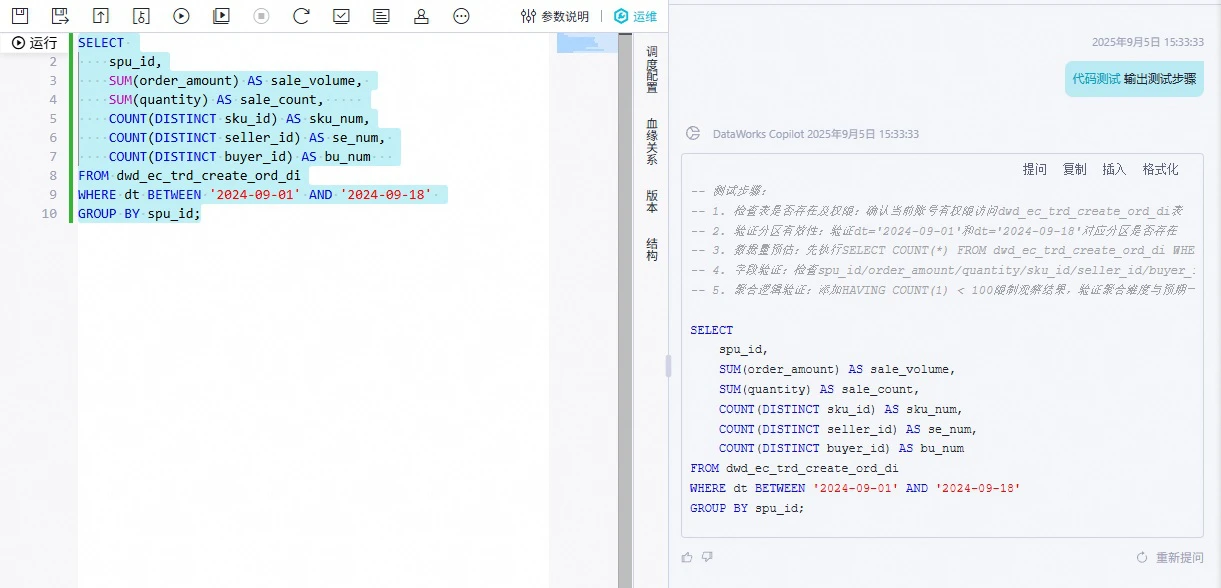 参数说明
运维
运行
SELECT
2 spu_id,
3 SUM(order_amount) AS sale_volume,
4 SUM(quantity) AS sale_count,
5 COUNT(DISTINCT sku_id) AS sku_num,
6 COUNT(DISTINCT seller_id) AS se_num,
7 COUNT(DISTINCT buyer_id) AS bu_num
8 FROM dwd_ec_trd_create_ord_di
9 WHERE dt BETWEEN '2024-09-01' AND '2024-09-18'
10 GROUP BY spu_id;
调度配置
血缘关系
版本
结构
2025年9月5日 15:33:33
代码测试 输出测试步骤
DataWorks Copilot 2025年9月5日 15:33:33
提问 复制 插入 格式化
-- 测试步骤：
-- 1. 检查表是否存在及权限：确认当前账号有权限访问dwd_ec_trd_create_ord_di表
-- 2. 验证分区有效性：验证dt='2024-09-01'和dt='2024-09-18'对应分区是否存在
-- 3. 数据量预估：先执行SELECT COUNT(*) FROM dwd_ec_trd_create_ord_di WHE
-- 4. 字段验证：检查spu_id/order_amount/quantity/sku_id/seller_id/buyer_
-- 5. 聚合逻辑验证：添加HAVING COUNT(1) < 100限制观察结果，验证聚合维度与预期一
SELECT
spu_id,
SUM(order_amount) AS sale_volume,
SUM(quantity) AS sale_count,
COUNT(DISTINCT sku_id) AS sku_num,
COUNT(DISTINCT seller_id) AS se_num,
COUNT(DISTINCT buyer_id) AS bu_num
FROM dwd_ec_trd_create_ord_di
WHERE dt BETWEEN '2024-09-01' AND '2024-09-18'
GROUP BY spu_id;
重新提问